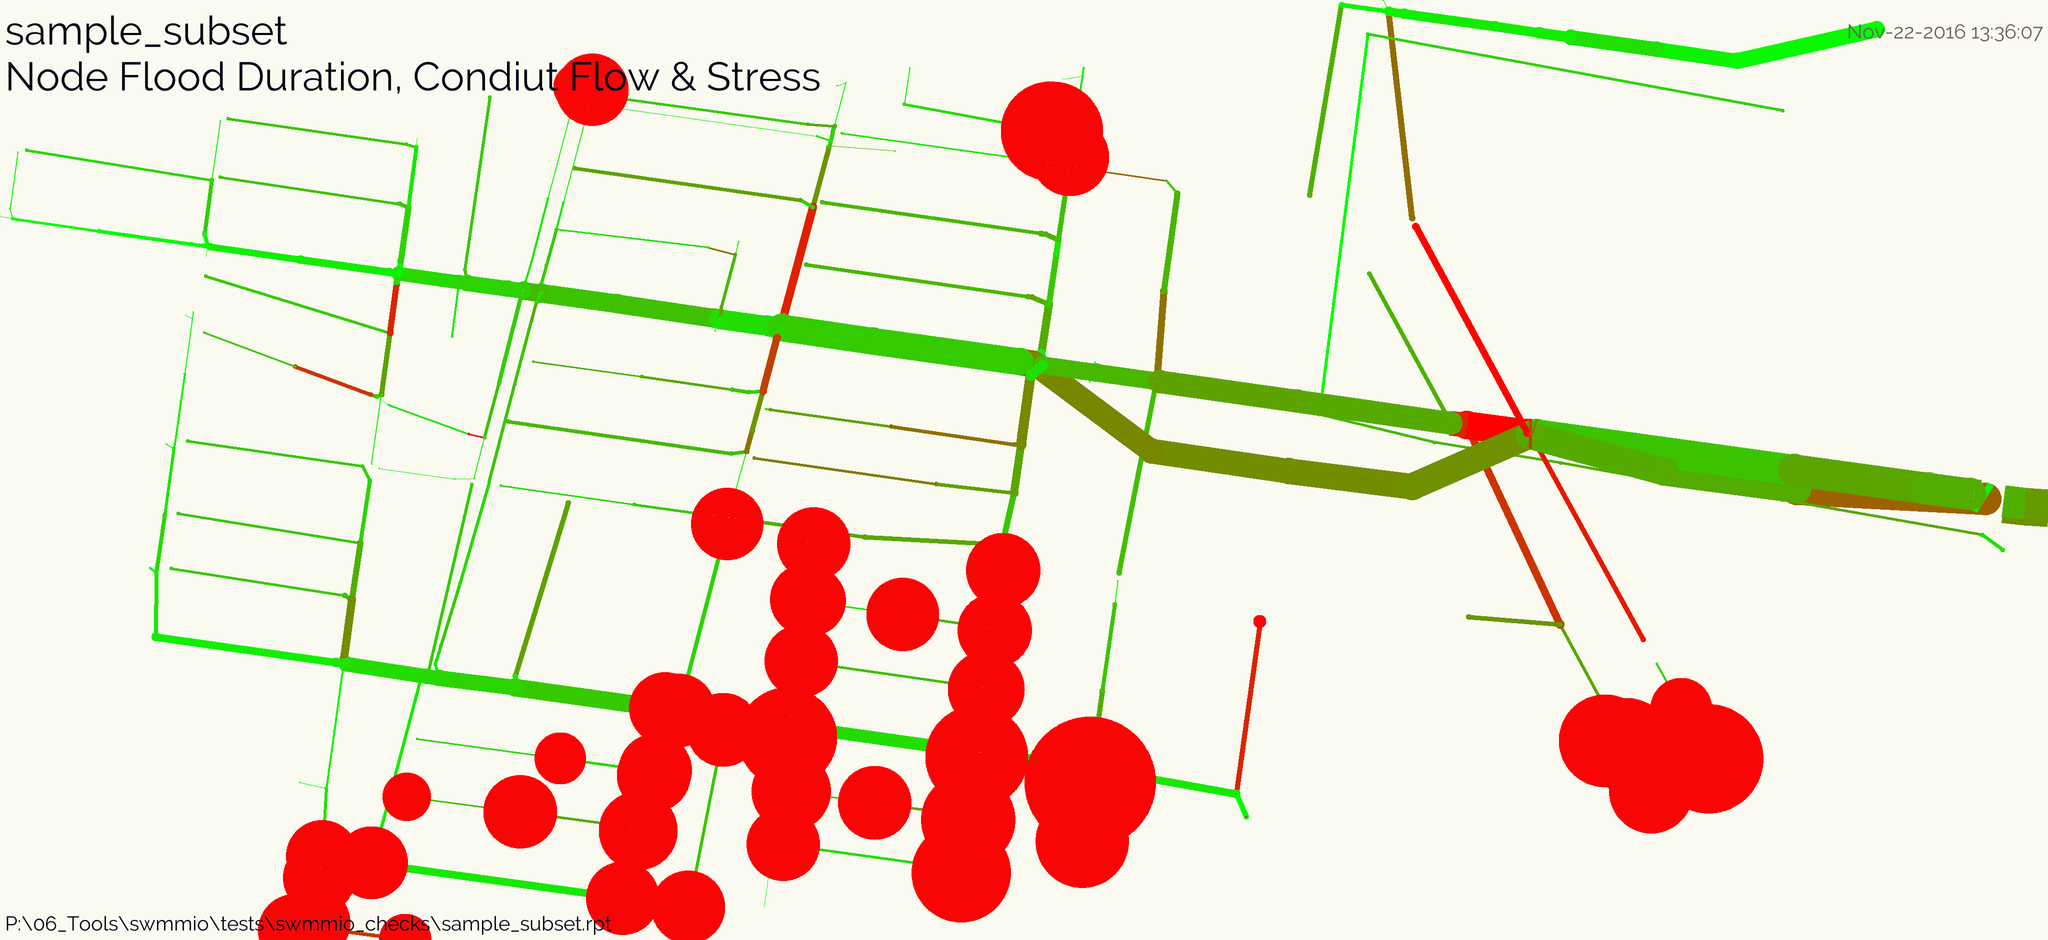 sample_subset
Nov-22-2016 13:36:07
Node Flood Duration, Condiut Flow & Stress
P:\06_Tools\swmmio\tests\swmmio_checks\sample_subset.rpt